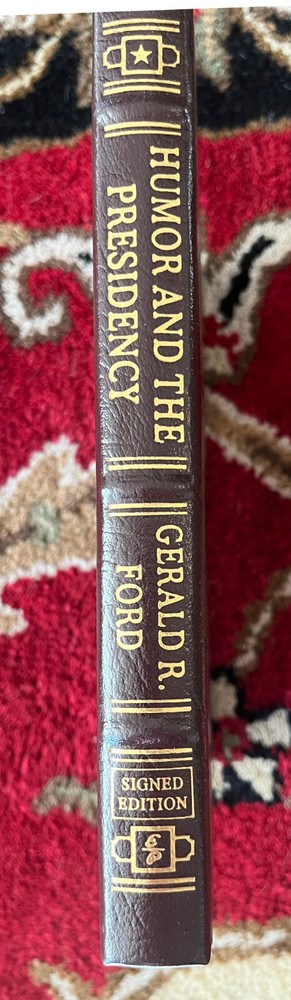 HUMOR AND THE
PRESIDENCY
GERALD R.
FORD
SIGNED
EDITION